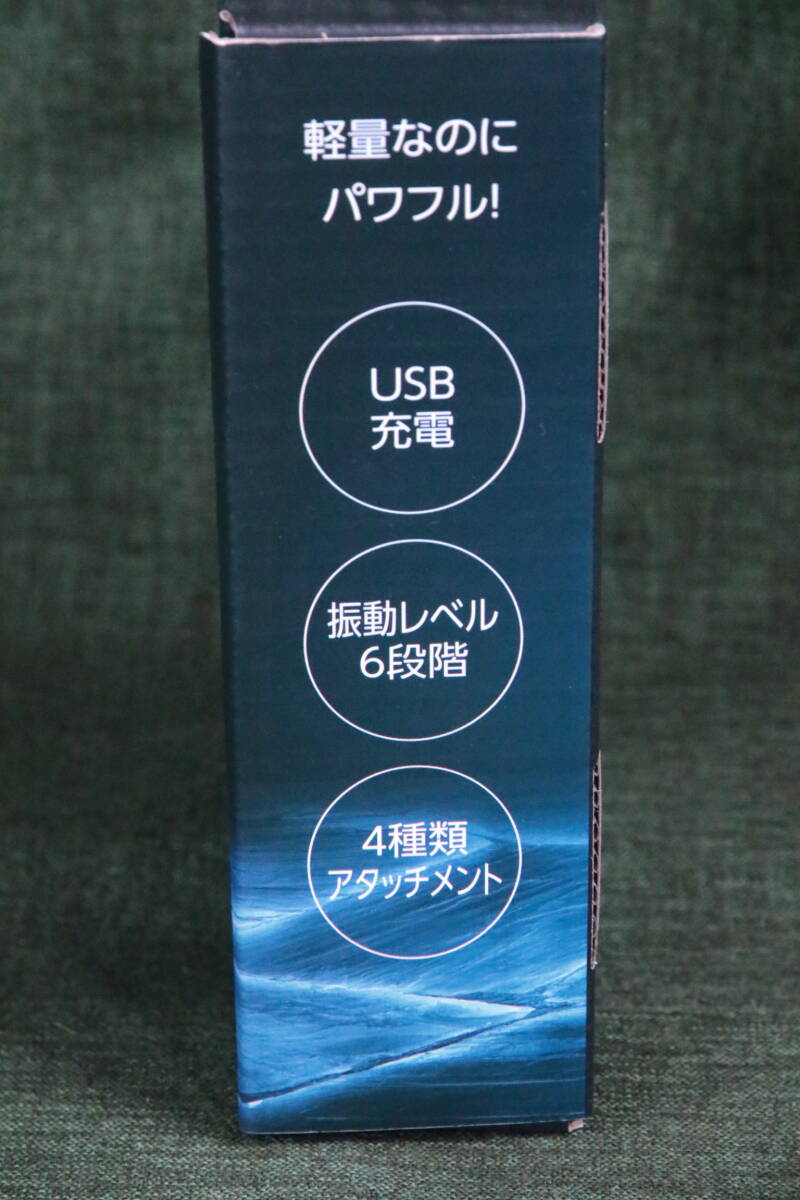 軽量なのに
パワフル!
USB
充電
振動レベル
6段階
4種類
アタッチメント